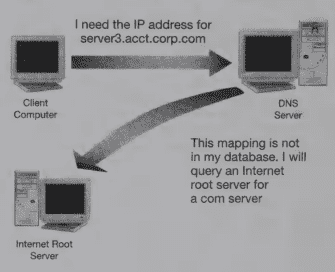 I need the IP address for
server3.acct.corp.com
Client
Computer
DNS
Server
This mapping is not
in my database. I will
query an Internet
root server for
a com server
Internet Root
Server